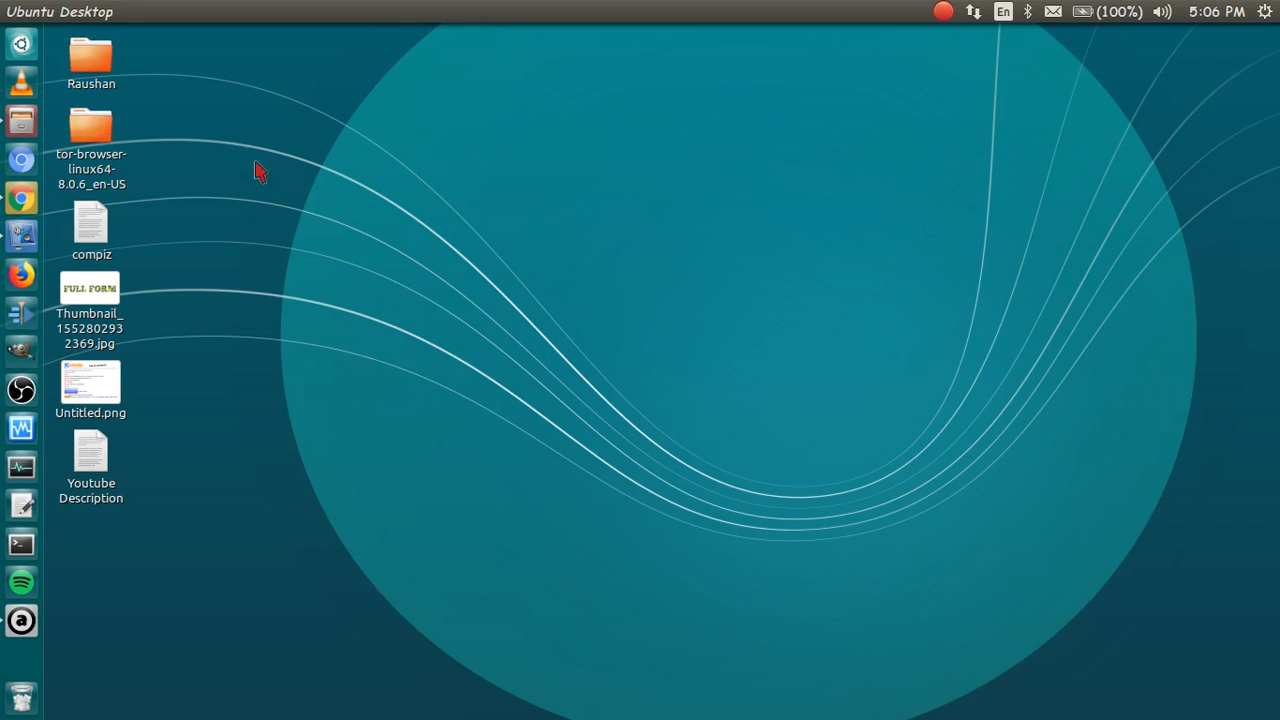 Ubuntu Desktop
En
(100%)
5:06 PM
Raushan
tor-browser-
linux64-
8.0.6_en-US
compiz
FULL FORM
Thumbnail_
155280293
2369.jpg
Untitled.png
Youtube
Description